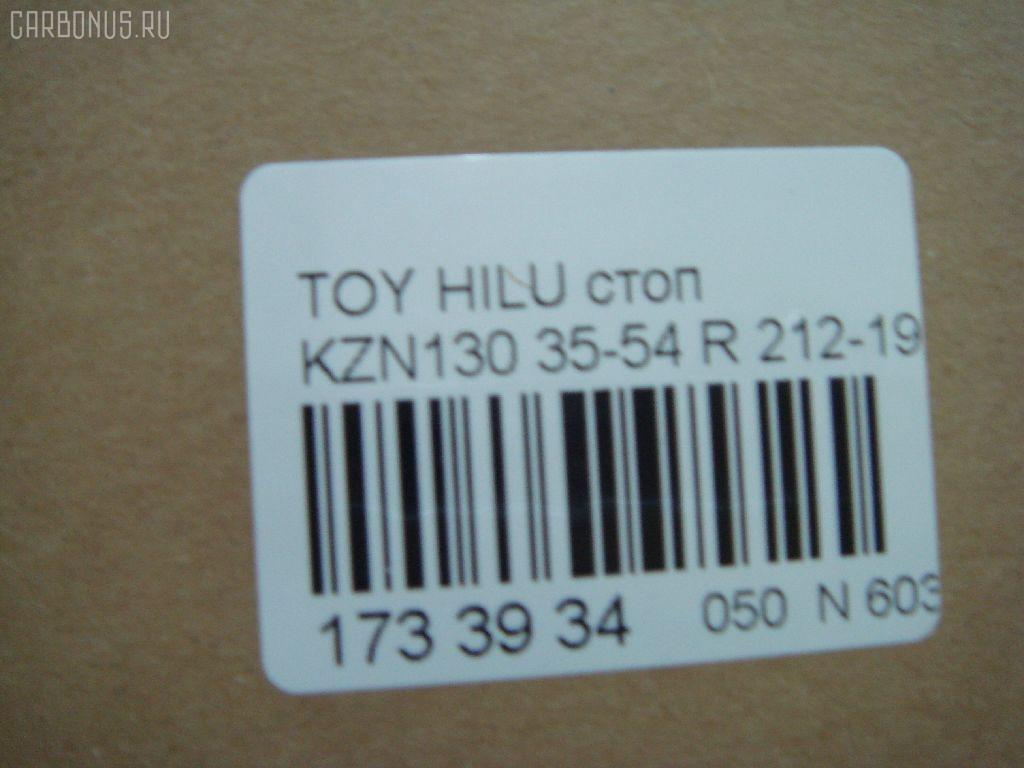 CARBONUS.RU
TOY HILU стоп
KZN130 35-54 R 212-19
173 39 34 050 N 603